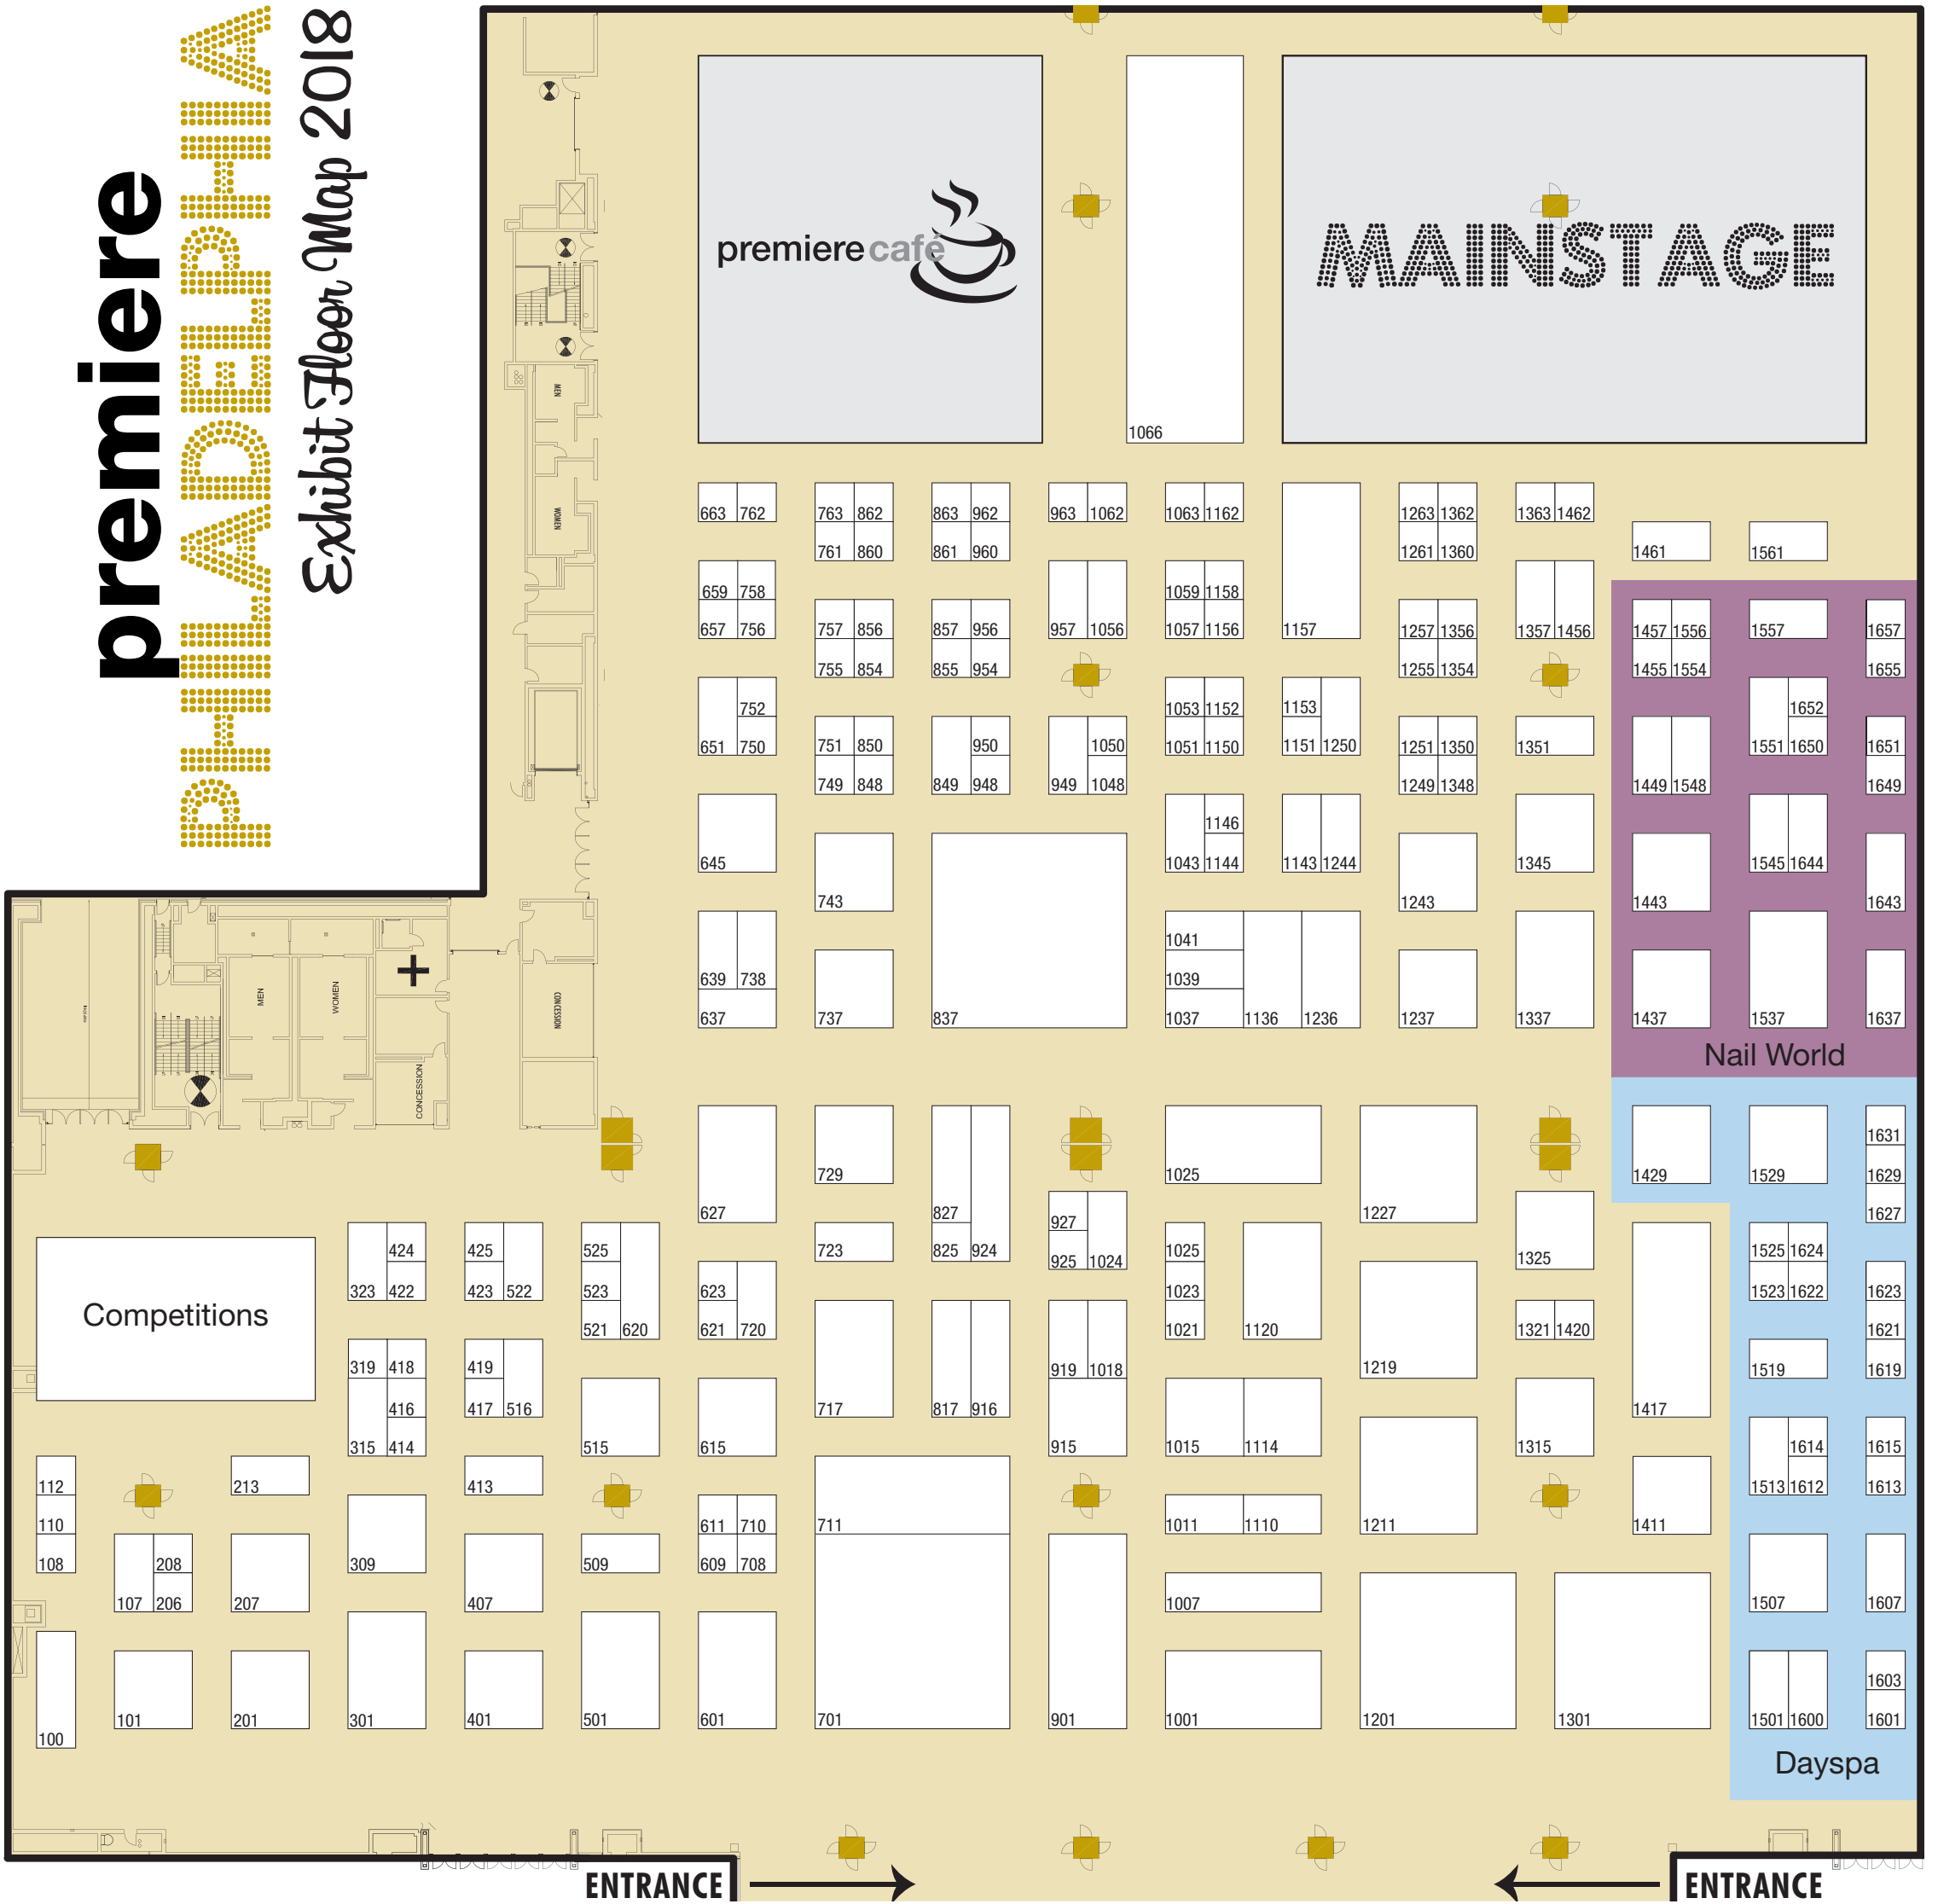 premiere
PHILADELPHIA
Exhibit Floor Map 2018
premiere café
MAINSTAGE
1066
MEN
WOMEN
663 762 763 862 863 962 963 1062 1063 1162 1263 1362 1363 1462
761 860 861 960 1261 1360 1461 1561
659 758 1059 1158
657 756 757 856 857 956 957 1056 1057 1156 1157 1257 1356 1357 1456 1457 1556 1557 1657
755 854 855 954 1255 1354 1455 1554 1655
752 1053 1152 1153 1652
651 750 751 850 950 1050 1051 1150 1151 1250 1251 1350 1351 1551 1650 1651
749 848 849 948 949 1048 1249 1348 1449 1548 1649
1146
645 1043 1144 1143 1244 1345 1545 1644
743 1243 1443 1643
1041
639 738 1039
637 737 837 1037 1136 1236 1237 1337 1437 1537 1637
MEN
WOMEN
CONCESSION
CONCESSION
Nail World
1631
729 1025 1429 1529 1629
627 827 927 1227 1627
424 425 525 723 825 924 925 1024 1025 1325 1525 1624
323 422 423 522 523 623 1023 1523 1622 1623
Competitions
521 620 621 720 1021 1120 1321 1420 1621
319 418 419 919 1018 1219 1519 1619
416 417 516 717 817 916 1417
315 414 515 615 915 1015 1114 1315 1614 1615
112 213 413 1513 1612 1613
110 611 710 711 1011 1110 1211 1411
108 208 309 509 609 708
107 206 207 407 1007 1507 1607
1603
100 101 201 301 401 501 601 701 901 1001 1201 1301 1501 1600 1601
Dayspa
ENTRANCE
ENTRANCE